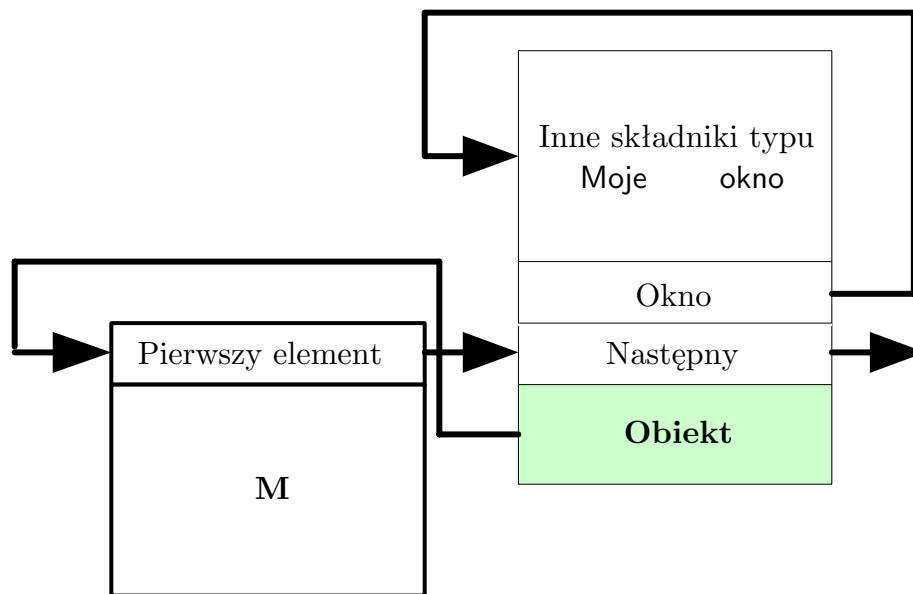 Inne składniki typu
Moje okno
Okno
Pierwszy element
Następny
Obiekt
M